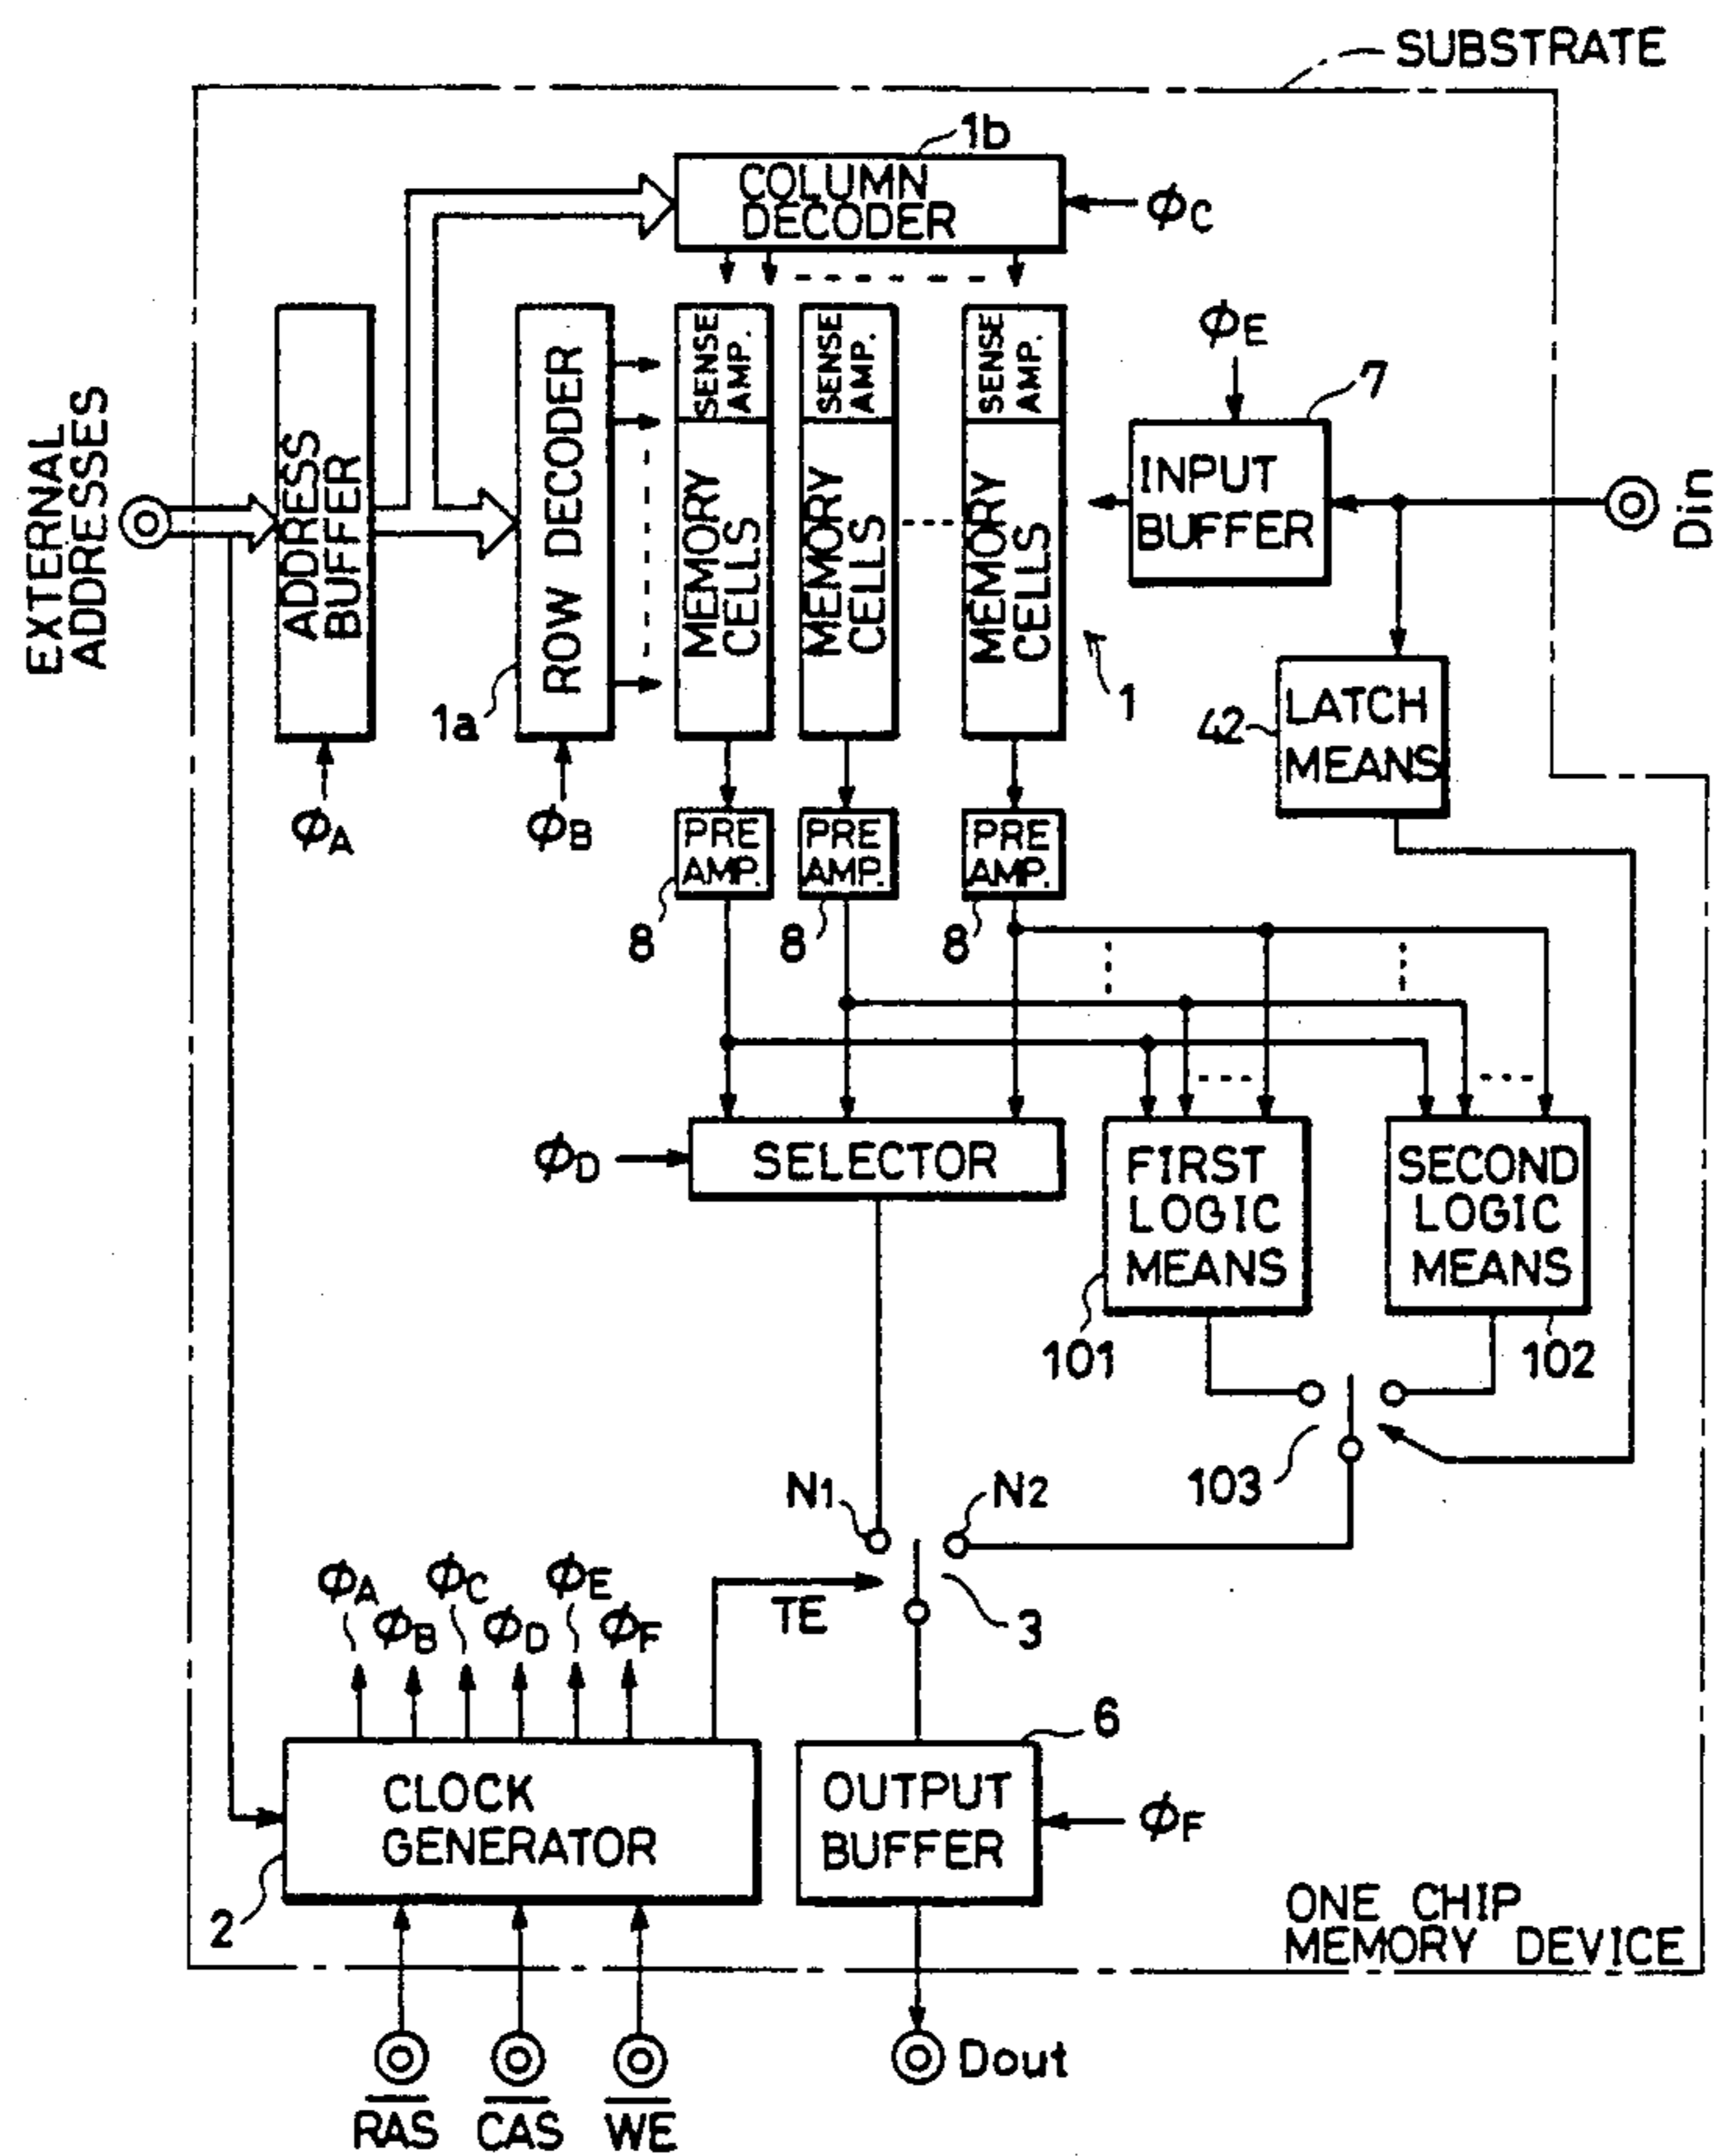 SUBSTRATE
1b
COLUMN
DECODER
ϕC
EXTERNAL
ADDRESSES
ADDRESS
BUFFER
ϕA
ROW DECODER
1a
ϕB
SENSE
AMP.
MEMORY
CELLS
SENSE
AMP.
MEMORY
CELLS
SENSE
AMP.
MEMORY
CELLS
1
ϕE
7
INPUT
BUFFER
Din
42
LATCH
MEANS
PRE
AMP.
8
PRE
AMP.
8
PRE
AMP.
8
ϕD
SELECTOR
FIRST
LOGIC
MEANS
101
SECOND
LOGIC
MEANS
102
103
N1
N2
3
TE
ϕA
ϕB
ϕC
ϕD
ϕE
ϕF
CLOCK
GENERATOR
2
6
OUTPUT
BUFFER
ϕF
ONE CHIP
MEMORY DEVICE
R̅A̅S̅
C̅A̅S̅
W̅E̅
Dout